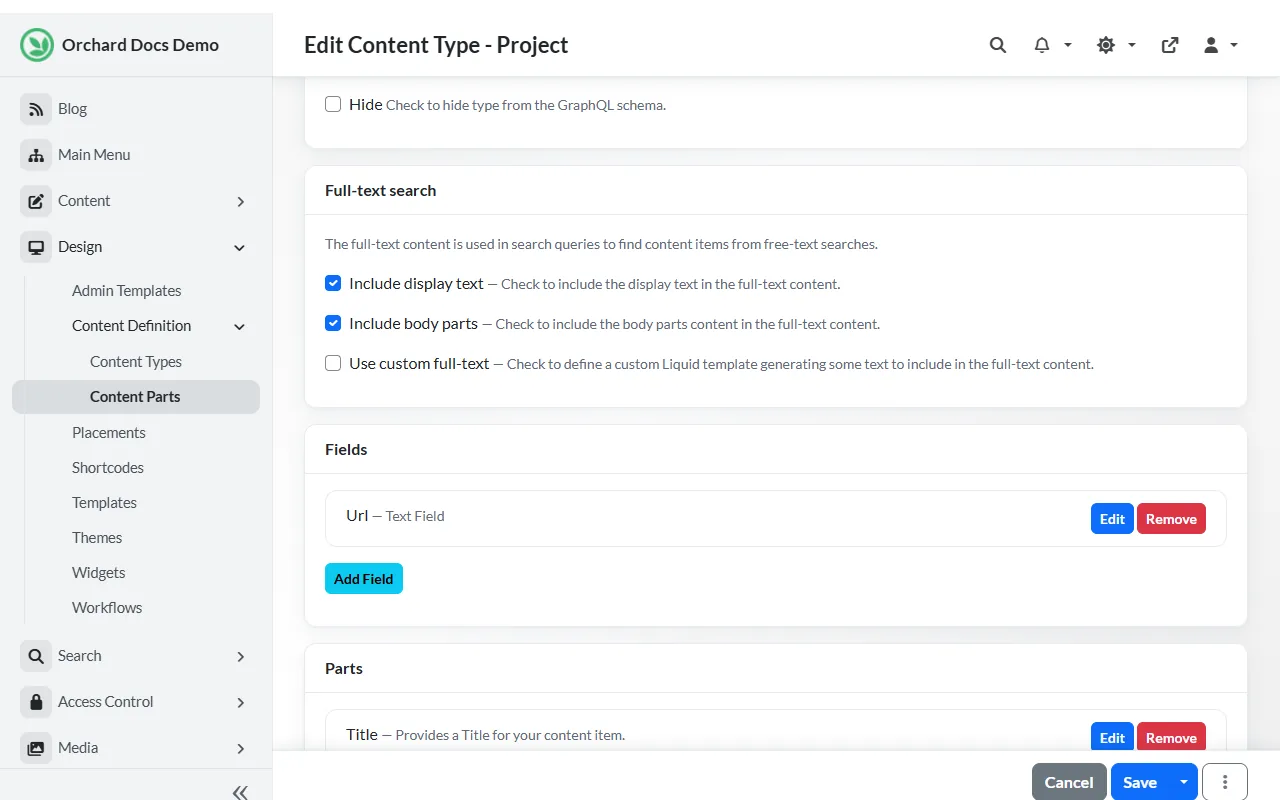 Orchard Docs Demo
Edit Content Type - Project
Blog
Main Menu
Content
Design
Admin Templates
Content Definition
Content Types
Content Parts
Placements
Shortcodes
Templates
Themes
Widgets
Workflows
Search
Access Control
Media
Hide Check to hide type from the GraphQL schema.
Full-text search
The full-text content is used in search queries to find content items from free-text searches.
Include display text — Check to include the display text in the full-text content.
Include body parts — Check to include the body parts content in the full-text content.
Use custom full-text — Check to define a custom Liquid template generating some text to include in the full-text content.
Fields
Url — Text Field
Edit Remove
Add Field
Parts
Title — Provides a Title for your content item.
Edit Remove
Cancel Save